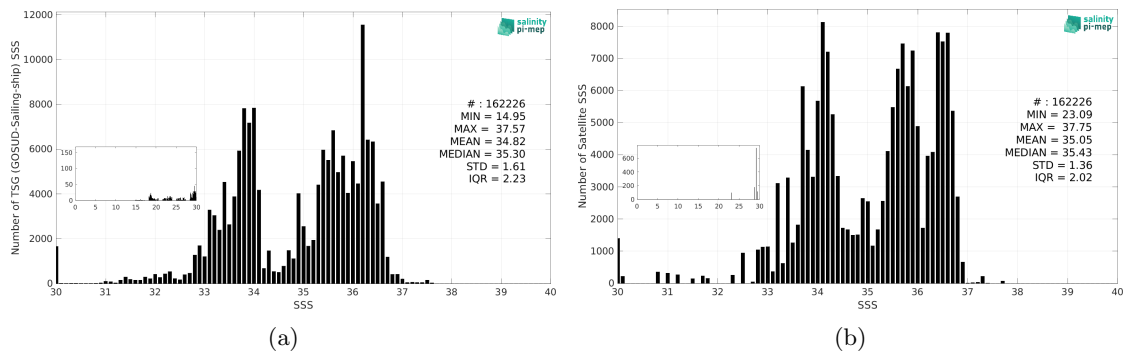 12000
10000
8000
6000
4000
2000
0
Number of TSG (GOSUD-Sailing-ship) SSS
30 31 32 33 34 35 36 37 38 39 40
SSS
salinity
pi-mep
# : 162226
MIN = 14.95
MAX = 37.57
MEAN = 34.82
MEDIAN = 35.30
STD = 1.61
IQR = 2.23
150
100
50
0
0 5 10 15 20 25 30
(a)
8000
7000
6000
5000
4000
3000
2000
1000
0
Number of Satellite SSS
30 31 32 33 34 35 36 37 38 39 40
SSS
salinity
pi-mep
# : 162226
MIN = 23.09
MAX = 37.75
MEAN = 35.05
MEDIAN = 35.43
STD = 1.36
IQR = 2.02
600
400
200
0
0 5 10 15 20 25 30
(b)